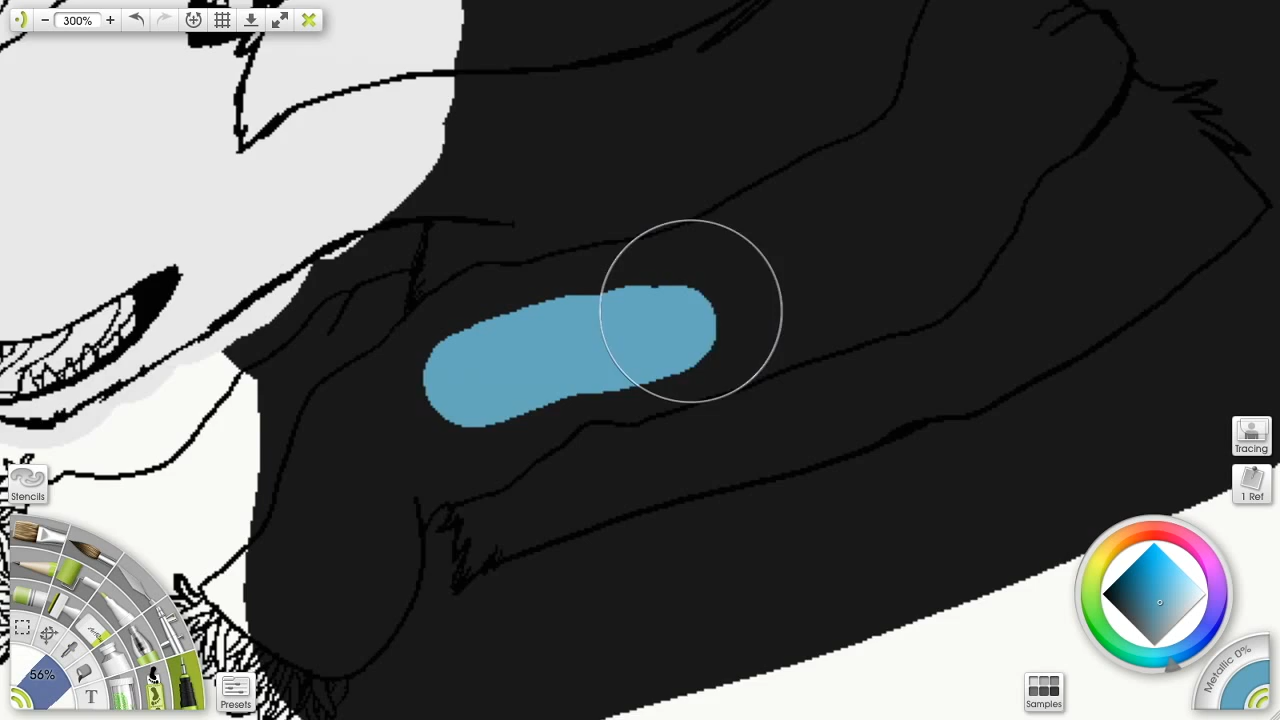 300%
Tracing
1 Ref
Stencils
56%
T
Presets
Samples
Metallic 0%